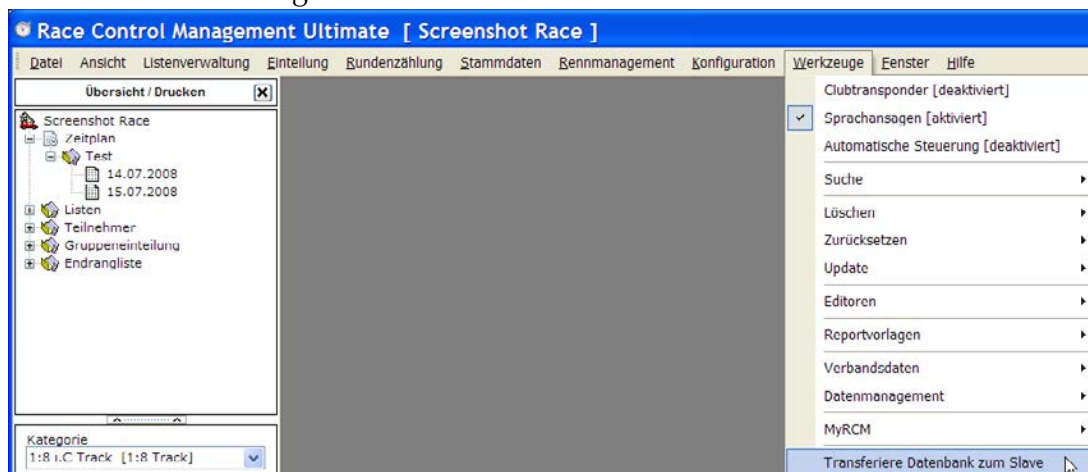 Race Control Management Ultimate [ Screenshot Race ]
Datei Ansicht Listenverwaltung Einteilung Rundenzählung Stammdaten Rennmanagement Konfiguration Werkzeuge Fenster Hilfe
Übersicht / Drucken
Screenshot Race
Zeitplan
Test
14.07.2008
15.07.2008
Listen
Teilnehmer
Gruppeneinteilung
Endrangliste
Kategorie
1:8 I.C Track [1:8 Track]
Clubtransponder [deaktiviert]
Sprachansagen [aktiviert]
Automatische Steuerung [deaktiviert]
Suche
Löschen
Zurücksetzen
Update
Editoren
Reportvorlagen
Verbandsdaten
Datenmanagement
MyRCM
Transferiere Datenbank zum Slave